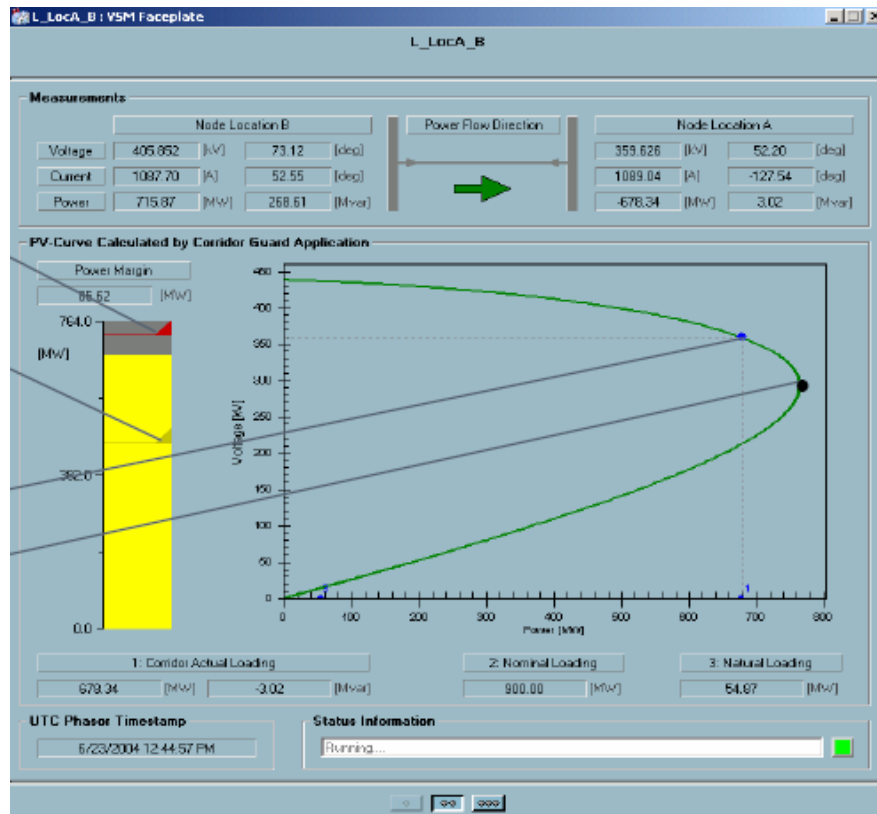 L_LocA_B : VSM Faceplate
L_LocA_B
Measurements
Node Location B
Power Flow Direction
Node Location A
Voltage 405.852 [kV] 73.12 [deg] 359.626 [kV] 52.20 [deg]
Current 1087.70 [A] 52.55 [deg] 1089.04 [A] -127.54 [deg]
Power 715.87 [MW] 268.61 [Mvar] -678.34 [MW] 3.02 [Mvar]
PV-Curve Calculated by Corridor Guard Application
Power Margin
[MW]
764.0
[MW]
382.0
0.0
Voltage [kV]
450
400
350
300
250
200
150
100
50
0
0 100 200 300 400 500 600 700 800
Power [MW]
1
1: Corridor Actual Loading
2: Nominal Loading
3: Natural Loading
678.34 [MW] -3.02 [Mvar] 900.00 [MW] 54.87 [MW]
UTC Phasor Timestamp
Status Information
6/23/2004 12:44:57 PM
Running....